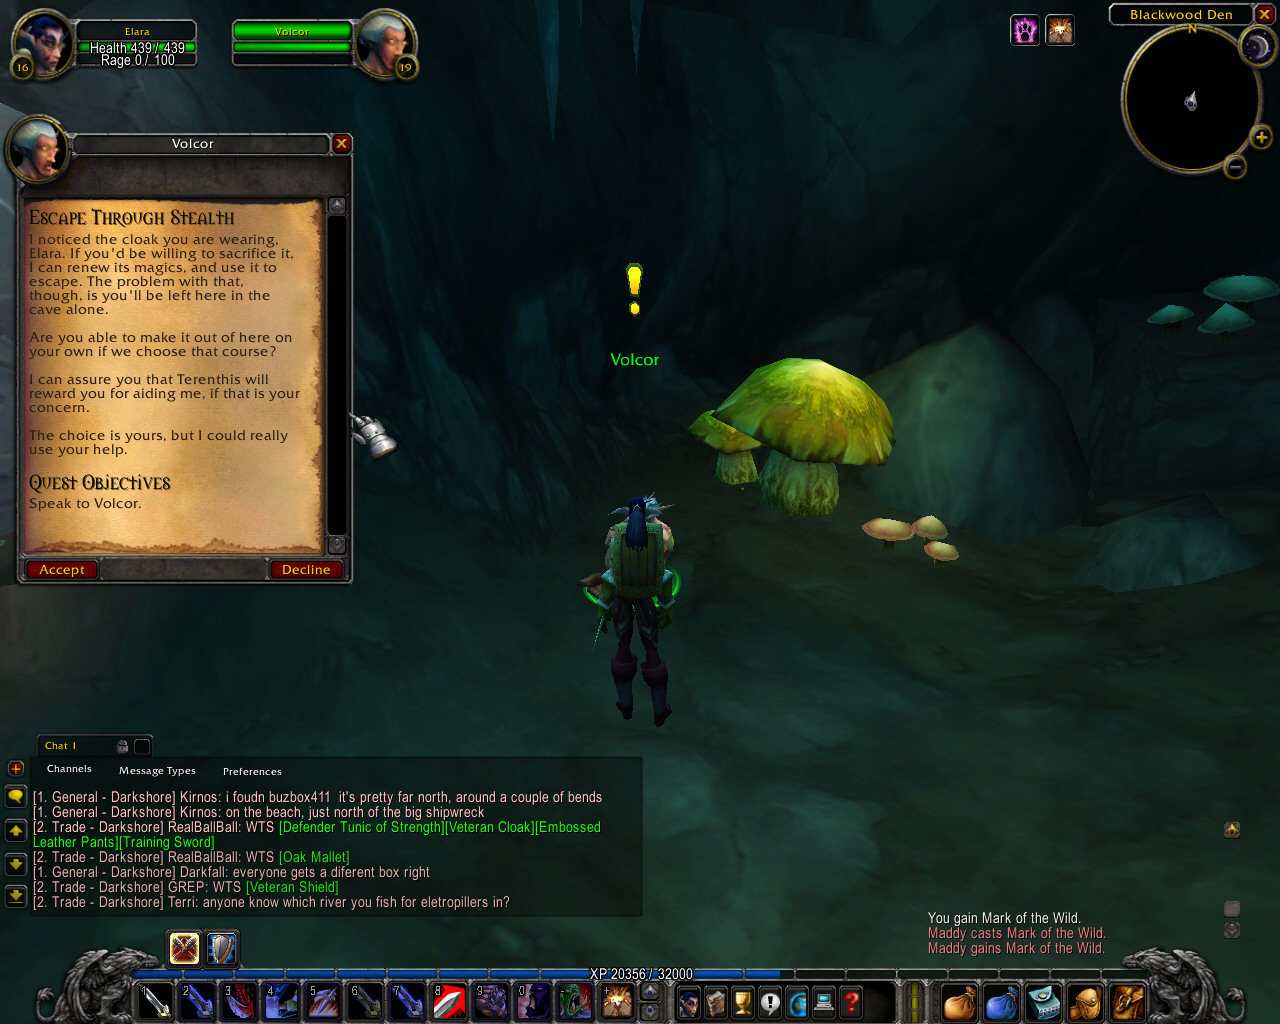 Elara
Health 439 / 439
Rage 0 / 100
16
Volcor
19
Blackwood Den
N
Volcor
Escape Through Stealth
I noticed the cloak you are wearing,
Elara. If you'd be willing to sacrifice it,
I can renew its magics, and use it to
escape. The problem with that,
though, is you'll be left here in the
cave alone.
Are you able to make it out of here on
your own if we choose that course?
I can assure you that Terenthis will
reward you for aiding me, if that is your
concern.
The choice is yours, but I could really
use your help.
Quest Objectives
Speak to Volcor.
Accept
Decline
Volcor
Chat 1
Channels
Message Types
Preferences
[1. General - Darkshore] Kirnos: i foudn buzbox411 it's pretty far north, around a couple of bends
[1. General - Darkshore] Kirnos: on the beach, just north of the big shipwreck
[2. Trade - Darkshore] RealBallBall: WTS [Defender Tunic of Strength][Veteran Cloak][Embossed
Leather Pants][Training Sword]
[2. Trade - Darkshore] RealBallBall: WTS [Oak Mallet]
[1. General - Darkshore] Darkfall: everyone gets a diferent box right
[2. Trade - Darkshore] GREP: WTS [Veteran Shield]
[2. Trade - Darkshore] Terri: anyone know which river you fish for eletropillers in?
You gain Mark of the Wild.
Maddy casts Mark of the Wild.
Maddy gains Mark of the Wild.
XP 20356 / 32000
1 2 3 4 5 6 7 8 9 0 - +